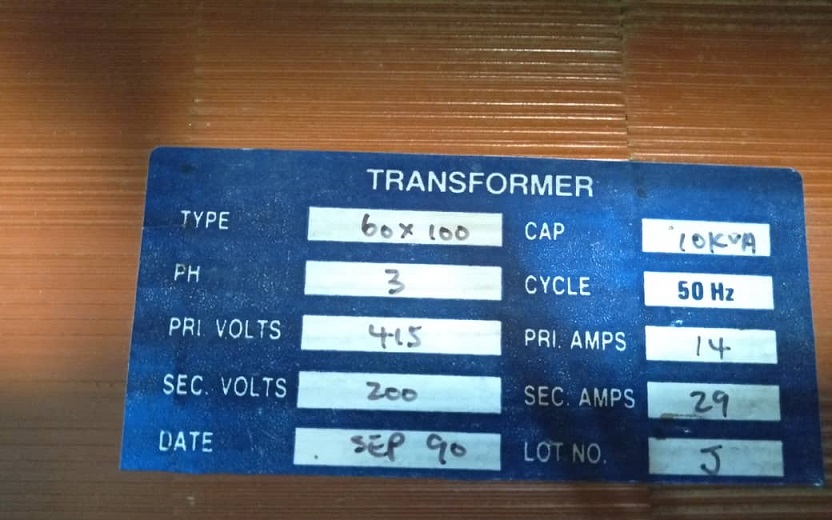 TRANSFORMER
TYPE 60x100 CAP 10KVA
PH 3 CYCLE 50 Hz
PRI. VOLTS 415 PRI. AMPS 14
SEC. VOLTS 200 SEC. AMPS 29
DATE SEP 90 LOT NO. J